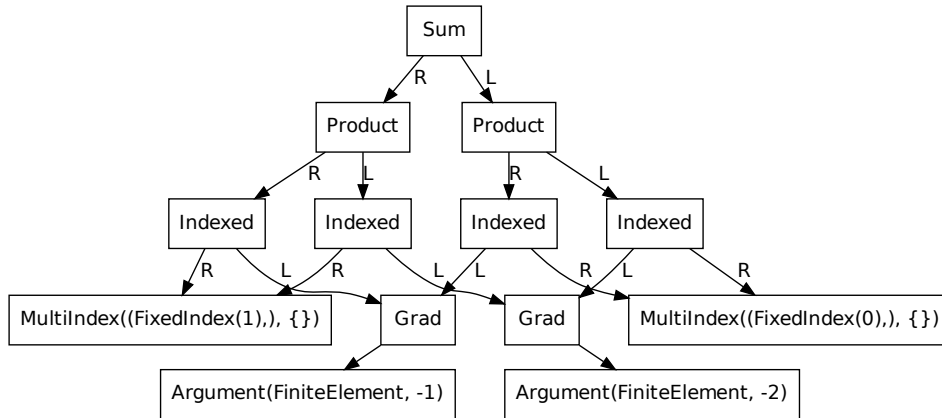 Sum
R
L
Product
Product
R
L
R
L
Indexed
Indexed
Indexed
Indexed
R
L
R
L
L
R
L
R
MultiIndex((FixedIndex(1),), {})
Grad
Grad
MultiIndex((FixedIndex(0),), {})
Argument(FiniteElement, -1)
Argument(FiniteElement, -2)